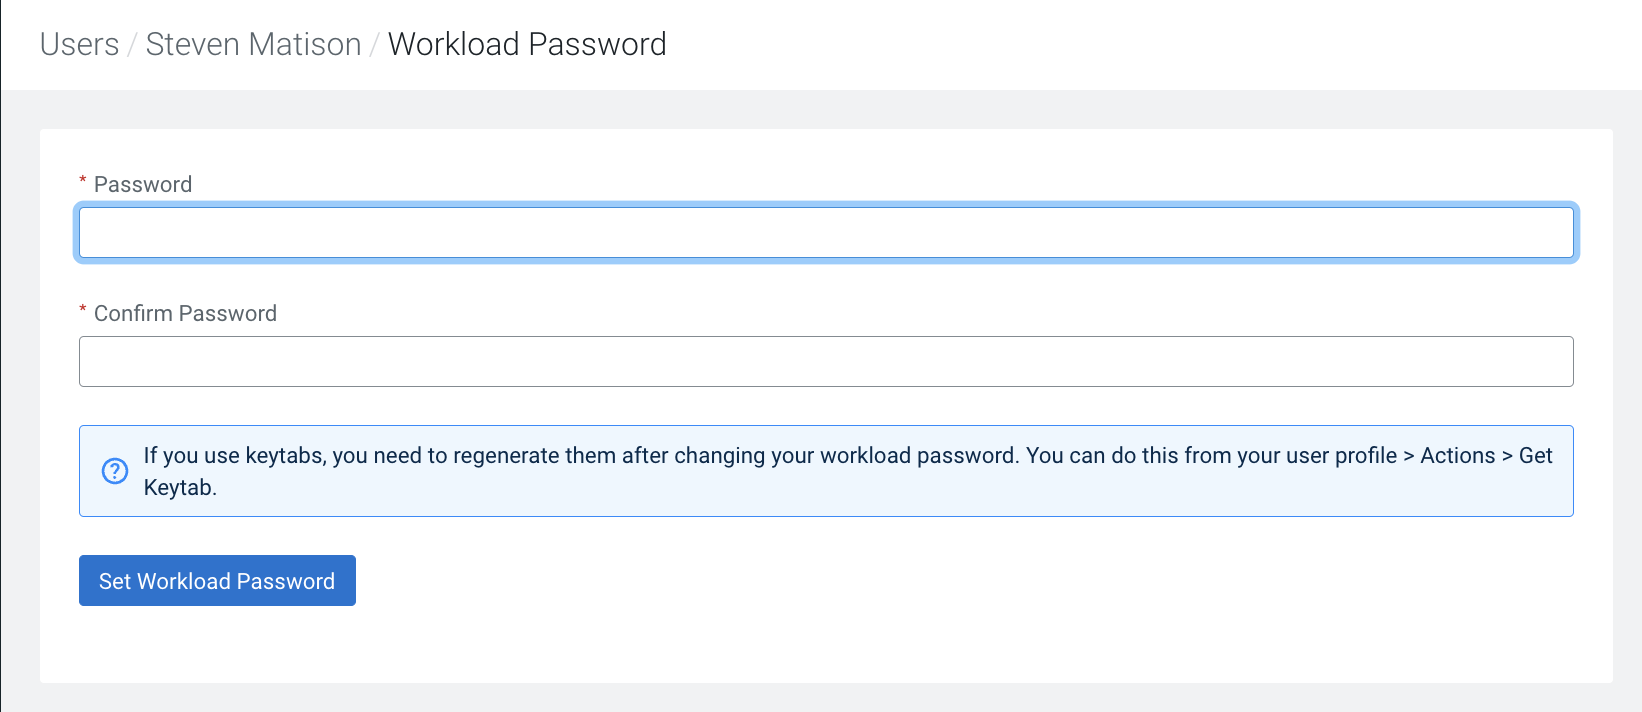 Users / Steven Matison / Workload Password
* Password
* Confirm Password
If you use keytabs, you need to regenerate them after changing your workload password. You can do this from your user profile > Actions > Get
Keytab.
Set Workload Password